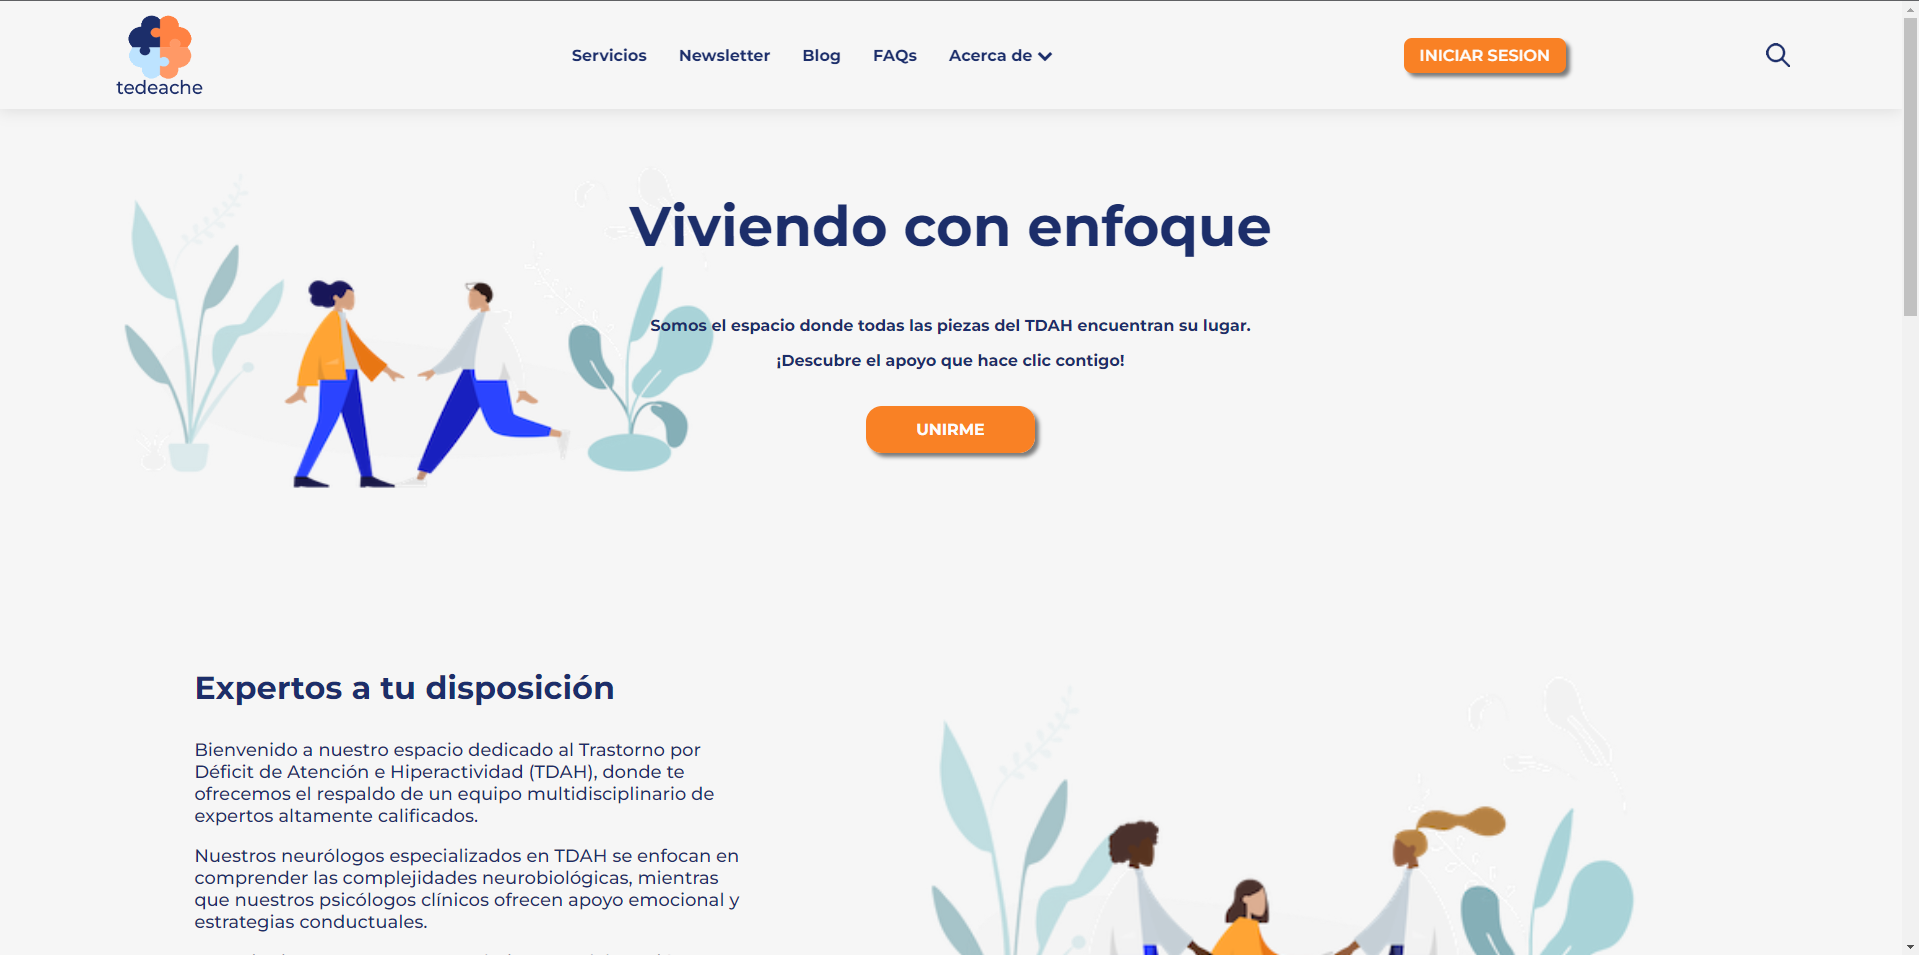 tedeache
Servicios
Newsletter
Blog
FAQs
Acerca de
INICIAR SESION
Viviendo con enfoque
Somos el espacio donde todas las piezas del TDAH encuentran su lugar.
¡Descubre el apoyo que hace clic contigo!
UNIRME
Expertos a tu disposición
Bienvenido a nuestro espacio dedicado al Trastorno por
Déficit de Atención e Hiperactividad (TDAH), donde te
ofrecemos el respaldo de un equipo multidisciplinario de
expertos altamente calificados.
Nuestros neurólogos especializados en TDAH se enfocan en
comprender las complejidades neurobiológicas, mientras
que nuestros psicólogos clínicos ofrecen apoyo emocional y
estrategias conductuales.